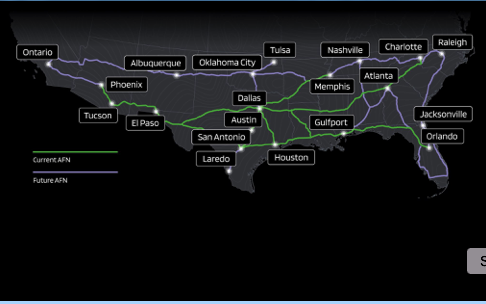 Ontario
Albuquerque
Oklahoma City
Tulsa
Nashville
Charlotte
Raleigh
Phoenix
Memphis
Atlanta
Dallas
Tucson
El Paso
Austin
Gulfport
Jacksonville
San Antonio
Orlando
Laredo
Houston
Current AFN
Future AFN
S